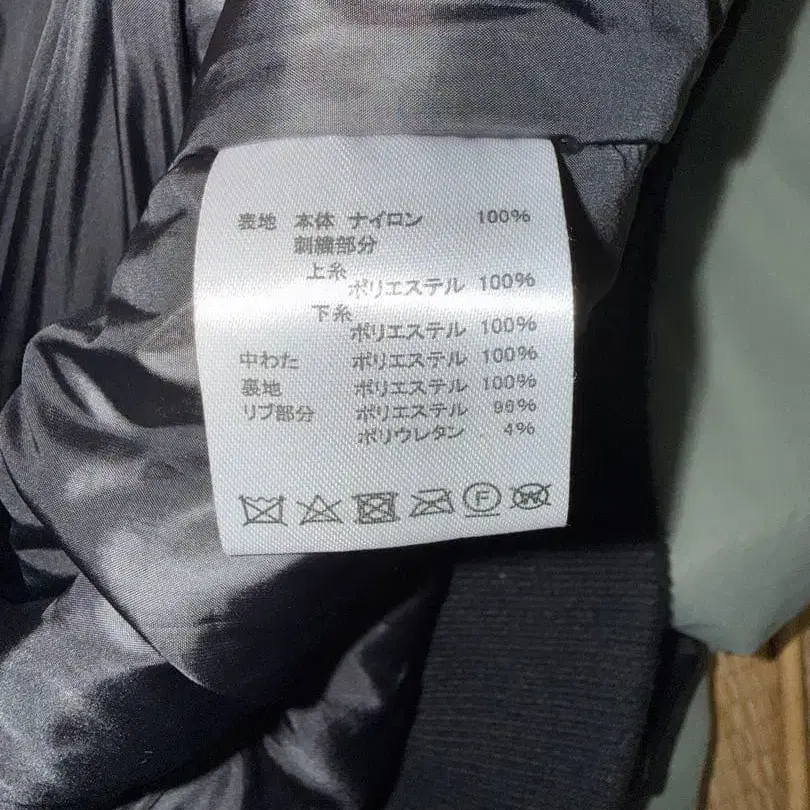 表地 本体 ナイロン 100%
刺繍部分
上糸
ポリエステル 100%
下糸
ポリエステル 100%
中わた ポリエステル 100%
裏地 ポリエステル 100%
リブ部分 ポリエステル 96%
ポリウレタン 4%
F
W